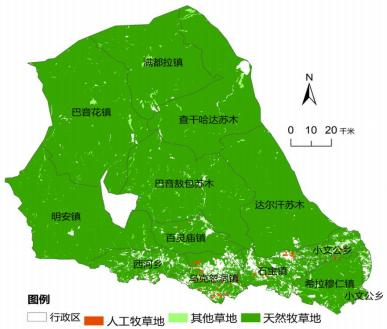 满都拉镇
N
巴音花镇
查干哈达苏木
0 10 20 千米
巴音敖包苏木
明安镇
达尔汗苏木
百灵庙镇
小文公乡
西河乡
石宝镇
乌克忽洞镇
希拉穆仁镇
小文公乡
图例
行政区 人工牧草地 其他草地 天然牧草地